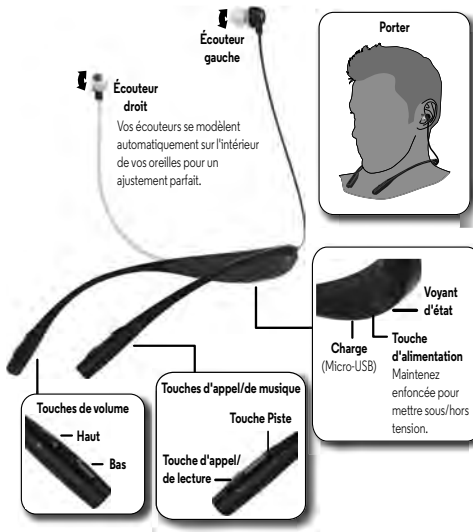 Écouteur
gauche
Écouteur
droit
Vos écouteurs se modèlent
automatiquement sur l'intérieur
de vos oreilles pour un
ajustement parfait.
Porter
Voyant
d'état
Charge
(Micro-USB)
Touche
d'alimentation
Maintenez
enfoncée pour
mettre sous/hors
tension.
Touches de volume
Haut
Bas
Touches d'appel/de musique
Touche Piste
Touche d'appel/
de lecture